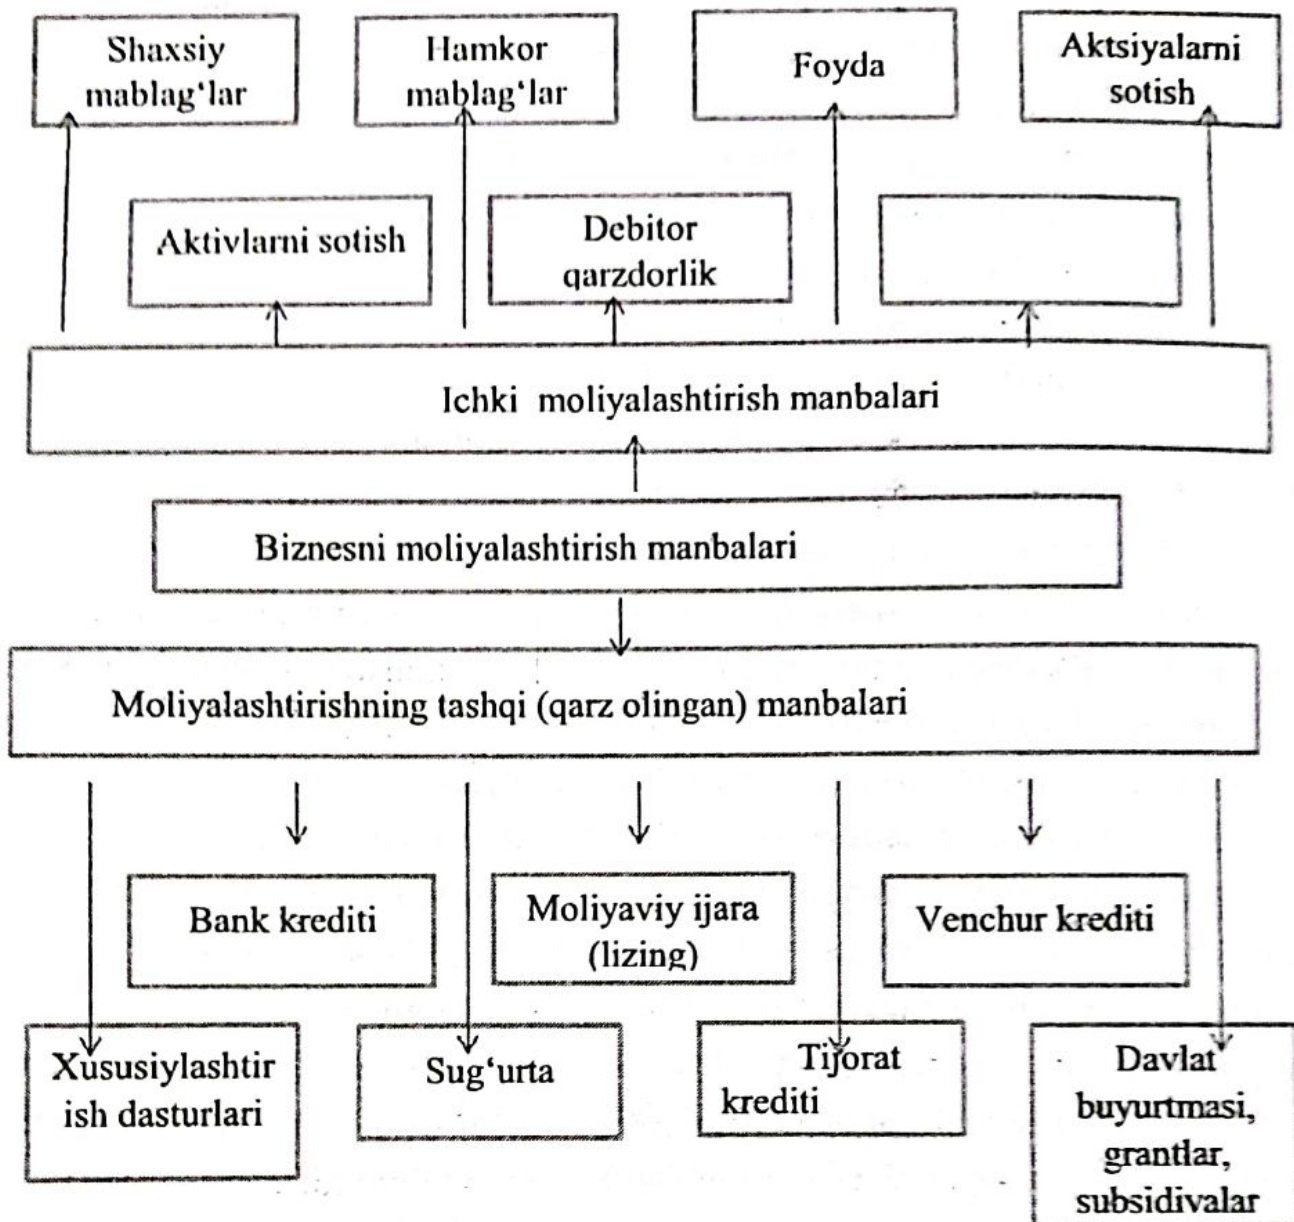 Shaxsiy
mablag‘lar
Hamkor
mablag‘lar
Foyda
Aktsiyalarni
sotish
Aktivlarni sotish
Debitor
qarzdorlik
Ichki moliyalashtirish manbalari
Biznesni moliyalashtirish manbalari
Moliyalashtirishning tashqi (qarz olingan) manbalari
Bank krediti
Moliyaviy ijara
(lizing)
Venchur krediti
Xususiylashtir
ish dasturlari
Sug‘urta
Tijorat
krediti
Davlat
buyurtmasi,
grantlar,
subsidiyalar